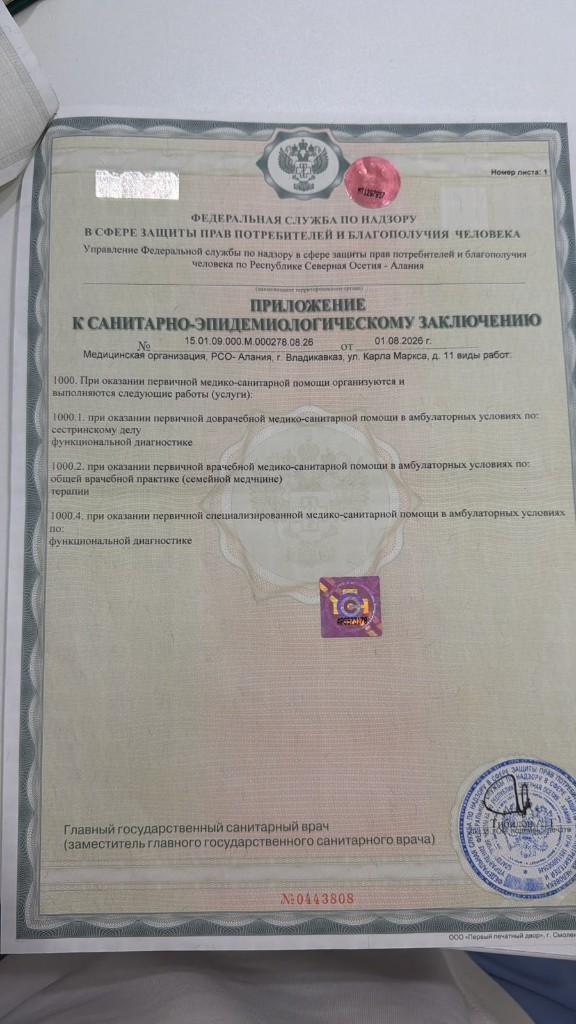 Номер листа: 1
ФЕДЕРАЛЬНАЯ СЛУЖБА ПО НАДЗОРУ
В СФЕРЕ ЗАЩИТЫ ПРАВ ПОТРЕБИТЕЛЕЙ И БЛАГОПОЛУЧИЯ ЧЕЛОВЕКА
Управление Федеральной службы по надзору в сфере защиты прав потребителей и благополучия
человека по Республике Северная Осетия - Алания
(наименование территориального органа)
ПРИЛОЖЕНИЕ
К САНИТАРНО-ЭПИДЕМИОЛОГИЧЕСКОМУ ЗАКЛЮЧЕНИЮ
№ 15.01.09.000.М.000278.08.26 от 01.08.2026 г.
Медицинская организация, РСО- Алания, г. Владикавказ, ул. Карла Маркса, д. 11 виды работ:
1000. При оказании первичной медико-санитарной помощи организуются и
выполняются следующие работы (услуги):
1000.1. при оказании первичной доврачебной медико-санитарной помощи в амбулаторных условиях по:
сестринскому делу
функциональной диагностике
1000.2. при оказании первичной врачебной медико-санитарной помощи в амбулаторных условиях по:
общей врачебной практике (семейной медицине)
терапии
1000.4. при оказании первичной специализированной медико-санитарной помощи в амбулаторных условиях
по:
функциональной диагностике
Главный государственный санитарный врач
(заместитель главного государственного санитарного врача)
№0443808
ООО «Первый печатный двор», г.